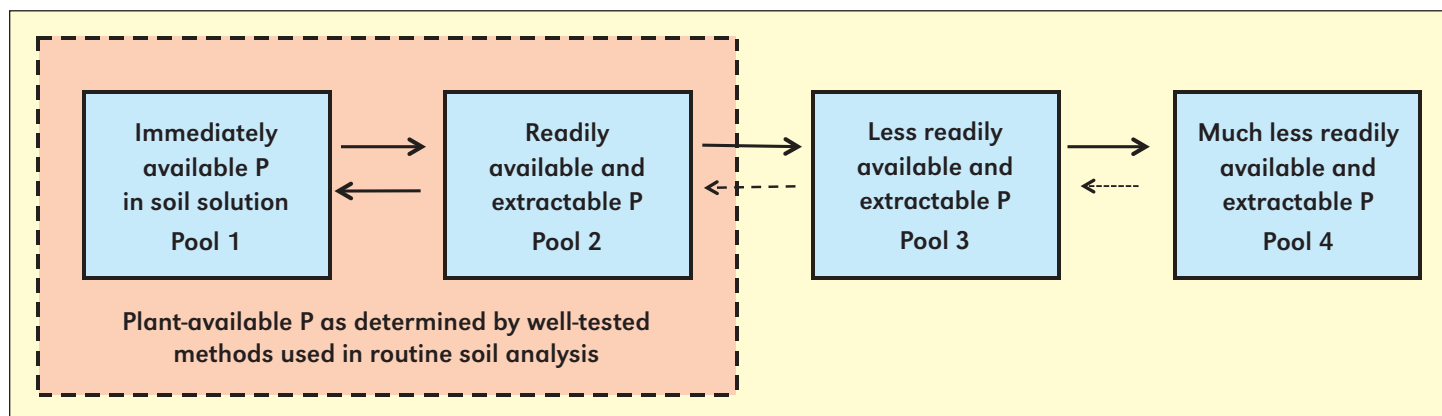 Immediately
available P
in soil solution
Pool 1
Readily
available and
extractable P
Pool 2
Less readily
available and
extractable P
Pool 3
Much less readily
available and
extractable P
Pool 4
Plant-available P as determined by well-tested
methods used in routine soil analysis